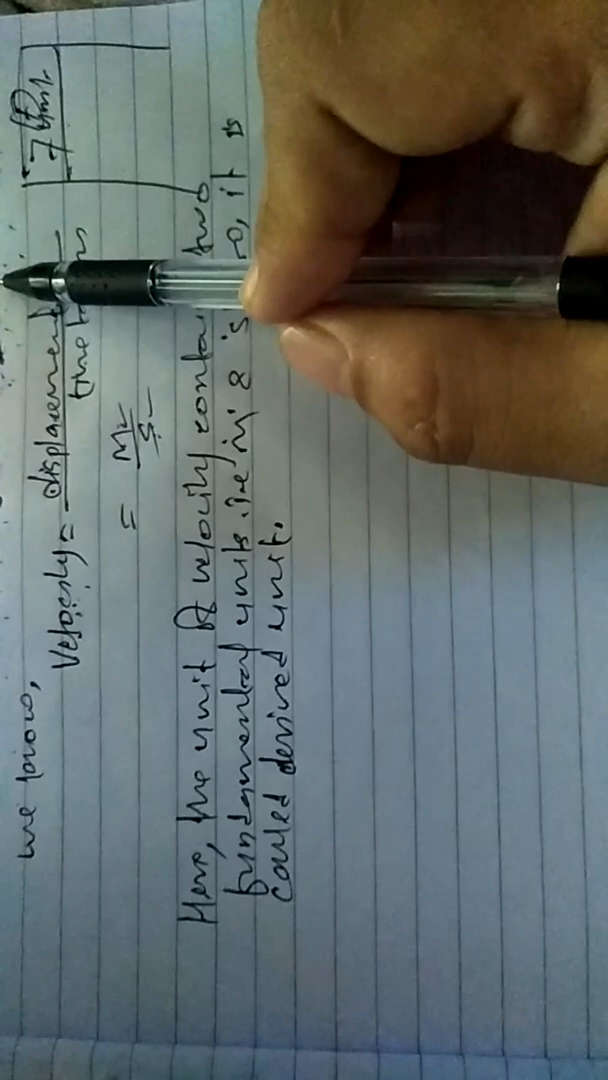 we know,
Velocity = displacement
time
= m
s
Here, the unit of velocity two
fundamental units i.e m & s so, it is
called derived unit.